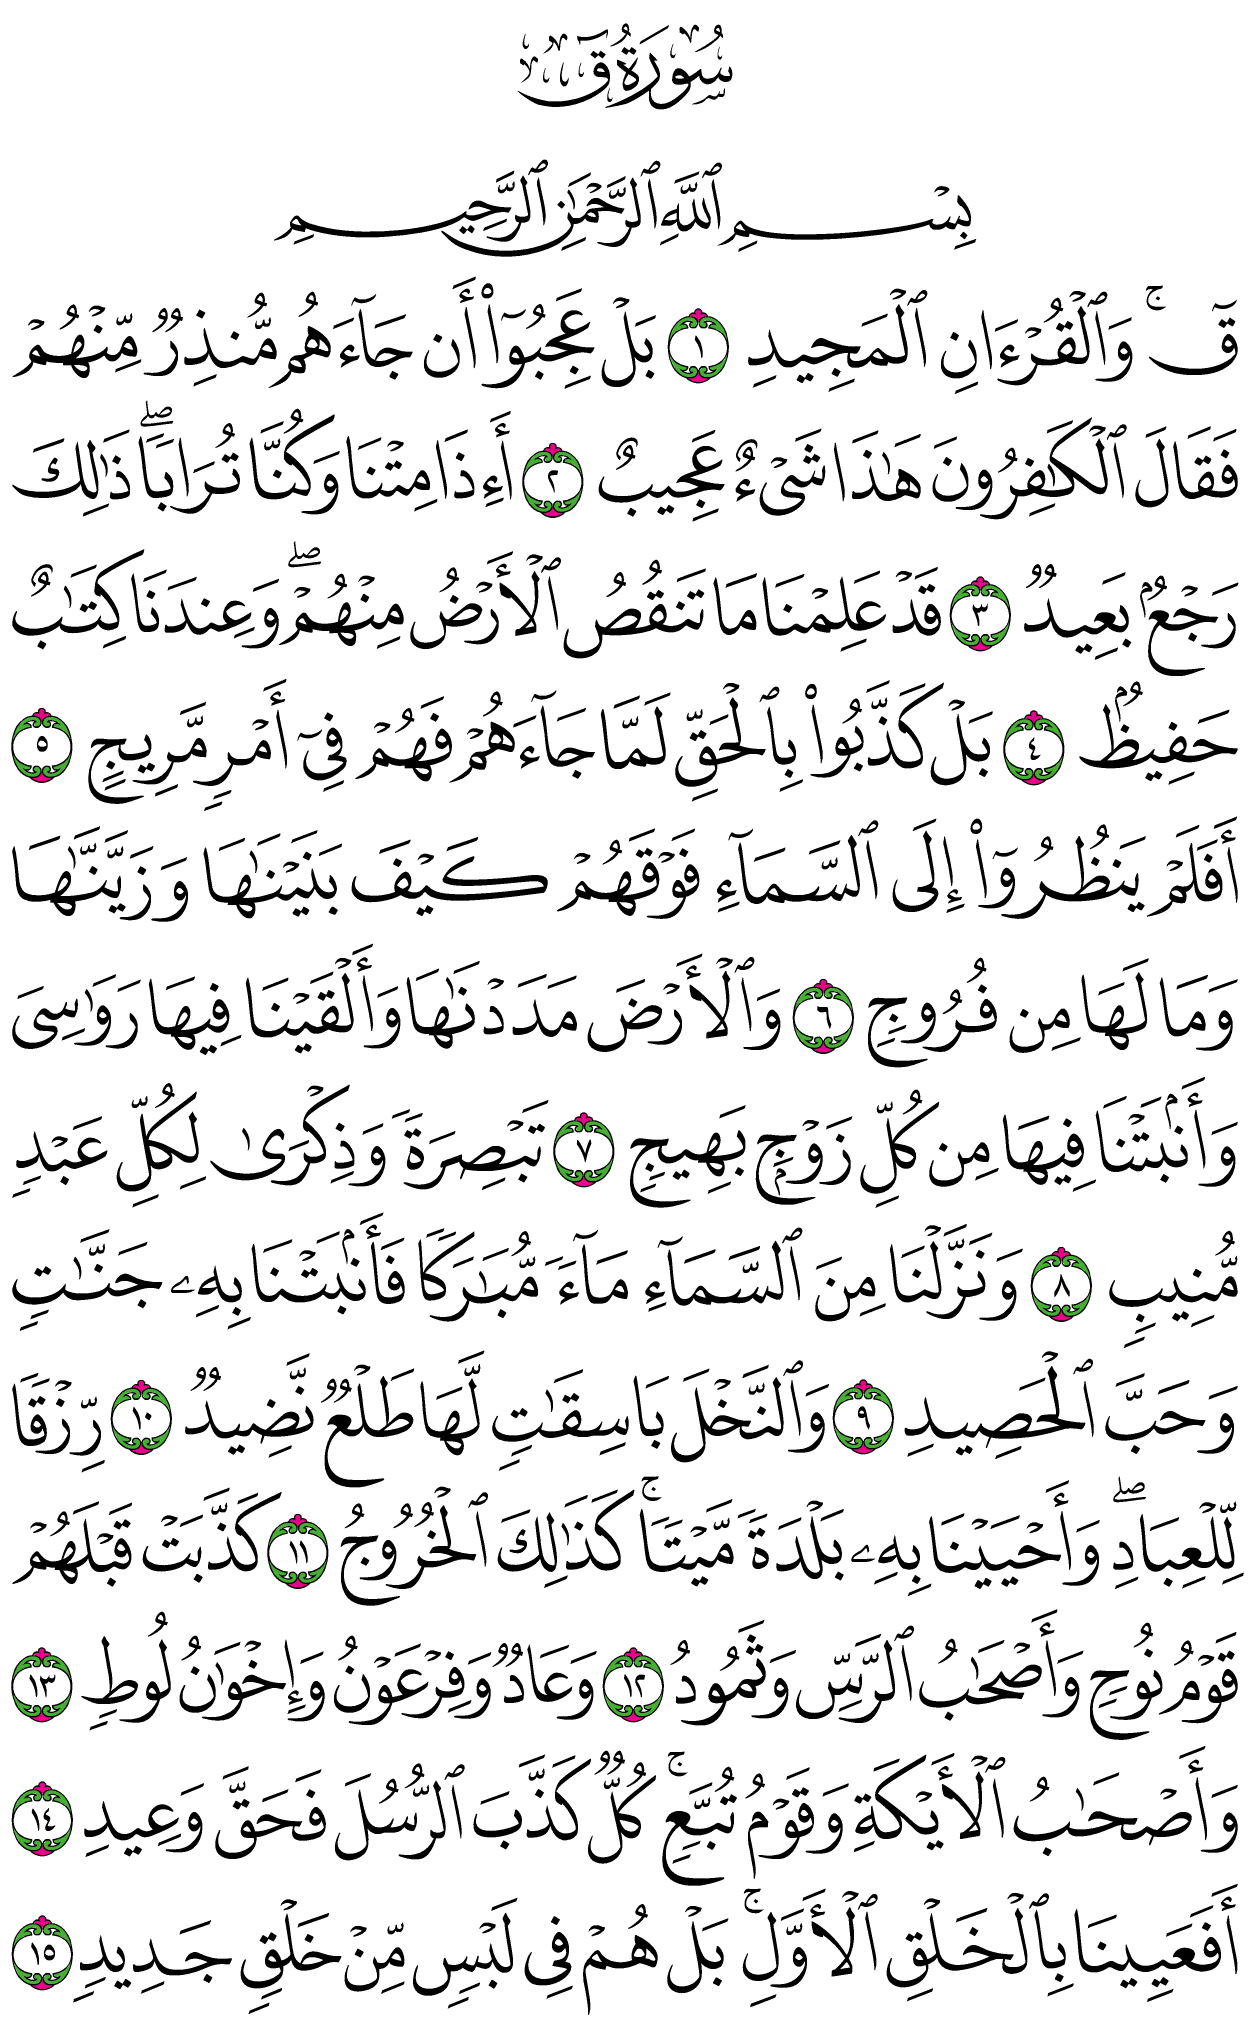 سُورَةُ قٓ
بِسْمِ ٱللَّهِ ٱلرَّحْمَٰنِ ٱلرَّحِيمِ
قٓۚ وَٱلْقُرْءَانِ ٱلْمَجِيدِ ١ بَلْ عَجِبُوٓا۟ أَن جَآءَهُم مُّنذِرٌ مِّنْهُمْ
فَقَالَ ٱلْكَٰفِرُونَ هَٰذَا شَىْءٌ عَجِيبٌ ٢ أَءِذَا مِتْنَا وَكُنَّا تُرَابًاۖ ذَٰلِكَ
رَجْعٌۢ بَعِيدٌ ٣ قَدْ عَلِمْنَا مَا تَنقُصُ ٱلْأَرْضُ مِنْهُمْۖ وَعِندَنَا كِتَٰبٌ
حَفِيظٌۢ ٤ بَلْ كَذَّبُوا۟ بِٱلْحَقِّ لَمَّا جَآءَهُمْ فَهُمْ فِىٓ أَمْرٍ مَّرِيجٍ ٥
أَفَلَمْ يَنظُرُوٓا۟ إِلَى ٱلسَّمَآءِ فَوْقَهُمْ كَيْفَ بَنَيْنَٰهَا وَزَيَّنَّٰهَا
وَمَا لَهَا مِن فُرُوجٍ ٦ وَٱلْأَرْضَ مَدَدْنَٰهَا وَأَلْقَيْنَا فِيهَا رَوَٰسِىَ
وَأَنۢبَتْنَا فِيهَا مِن كُلِّ زَوْجٍۭ بَهِيجٍ ٧ تَبْصِرَةً وَذِكْرَىٰ لِكُلِّ عَبْدٍ
مُّنِيبٍ ٨ وَنَزَّلْنَا مِنَ ٱلسَّمَآءِ مَآءً مُّبَٰرَكًا فَأَنۢبَتْنَا بِهِۦ جَنَّٰتٍ
وَحَبَّ ٱلْحَصِيدِ ٩ وَٱلنَّخْلَ بَاسِقَٰتٍ لَّهَا طَلْعٌ نَّضِيدٌ ١٠ رِّزْقًا
لِّلْعِبَادِۖ وَأَحْيَيْنَا بِهِۦ بَلْدَةً مَّيْتًاۚ كَذَٰلِكَ ٱلْخُرُوجُ ١١ كَذَّبَتْ قَبْلَهُمْ
قَوْمُ نُوحٍ وَأَصْحَٰبُ ٱلرَّسِّ وَثَمُودُ ١٢ وَعَادٌ وَفِرْعَوْنُ وَإِخْوَٰنُ لُوطٍ ١٣
وَأَصْحَٰبُ ٱلْأَيْكَةِ وَقَوْمُ تُبَّعٍۚ كُلٌّ كَذَّبَ ٱلرُّسُلَ فَحَقَّ وَعِيدِ ١٤
أَفَعَيِينَا بِٱلْخَلْقِ ٱلْأَوَّلِۚ بَلْ هُمْ فِى لَبْسٍ مِّنْ خَلْقٍ جَدِيدٍ ١٥